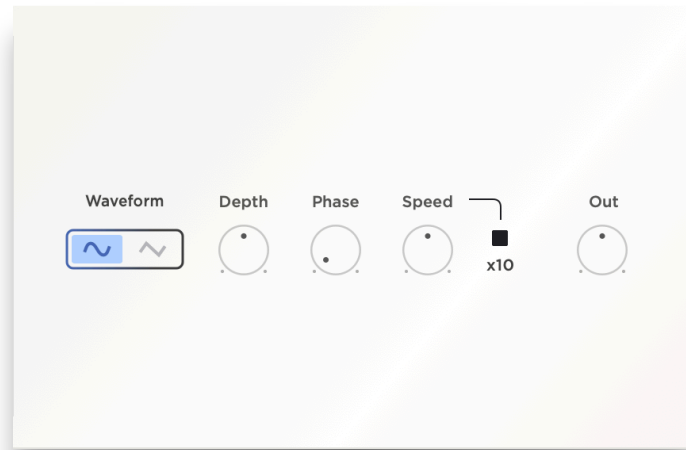 Waveform
Depth
Phase
Speed
Out
x10